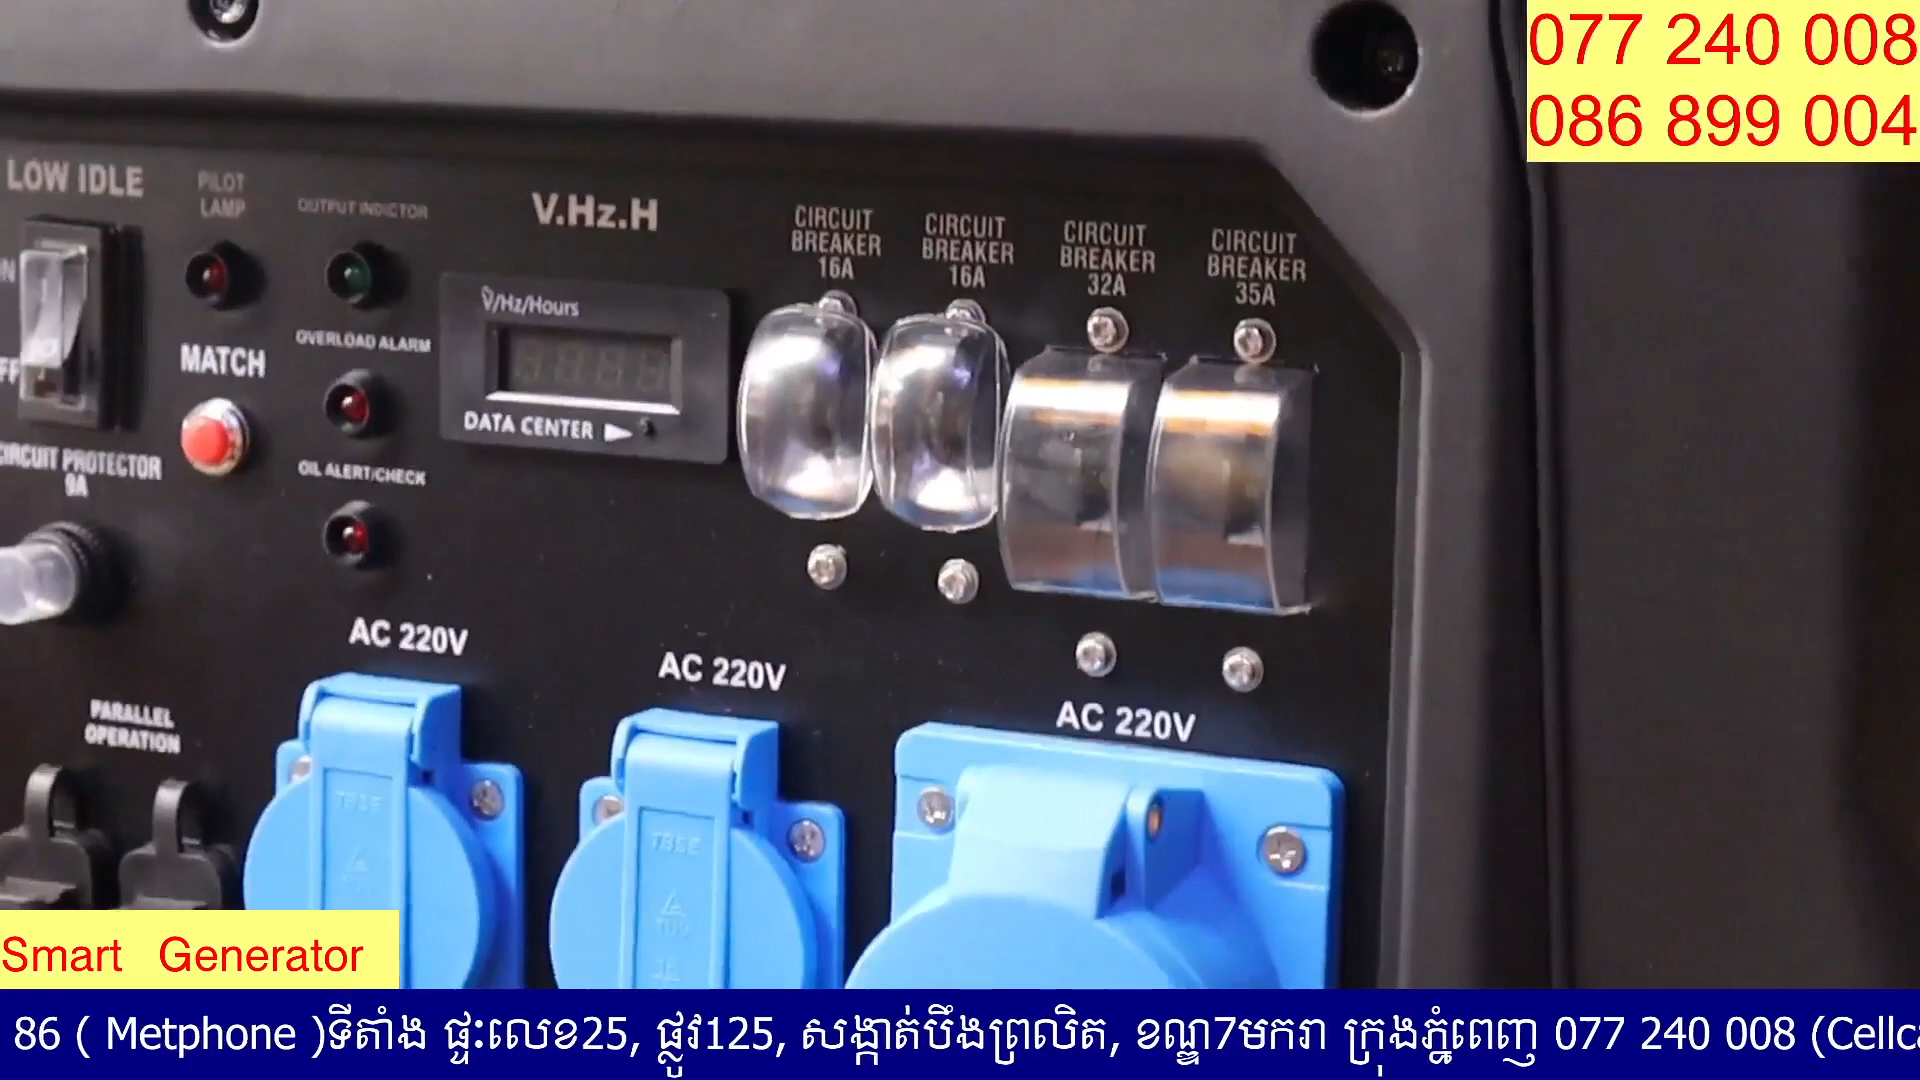 077 240 008
086 899 004
LOW IDLE
PILOT
LAMP
OUTPUT INDICTOR
V.Hz.H
CIRCUIT
BREAKER
16A
CIRCUIT
BREAKER
16A
CIRCUIT
BREAKER
32A
CIRCUIT
BREAKER
35A
V/Hz/Hours
OVERLOAD ALARM
MATCH
DATA CENTER
CIRCUIT PROTECTOR
9A
OIL ALERT/CHECK
AC 220V
AC 220V
AC 220V
PARALLEL
OPERATION
Smart Generator
86 ( Metphone )ទីតាំង ផ្ទះលេខ25, ផ្លូវ125, សង្កាត់បឹងព្រលិត, ខណ្ឌ7មករា ក្រុងភ្នំពេញ 077 240 008 (Cellca